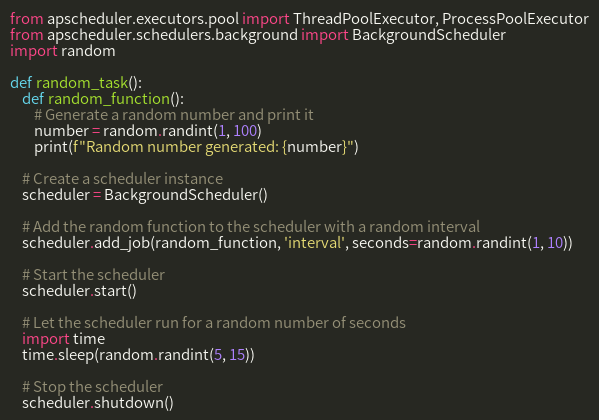 from apscheduler.executors.pool import ThreadPoolExecutor, ProcessPoolExecutor
from apscheduler.schedulers.background import BackgroundScheduler
import random

def random_task():
    def random_function():
        # Generate a random number and print it
        number = random.randint(1, 100)
        print(f"Random number generated: {number}")

    # Create a scheduler instance
    scheduler = BackgroundScheduler()

    # Add the random function to the scheduler with a random interval
    scheduler.add_job(random_function, 'interval', seconds=random.randint(1, 10))

    # Start the scheduler
    scheduler.start()

    # Let the scheduler run for a random number of seconds
    import time
    time.sleep(random.randint(5, 15))

    # Stop the scheduler
    scheduler.shutdown()